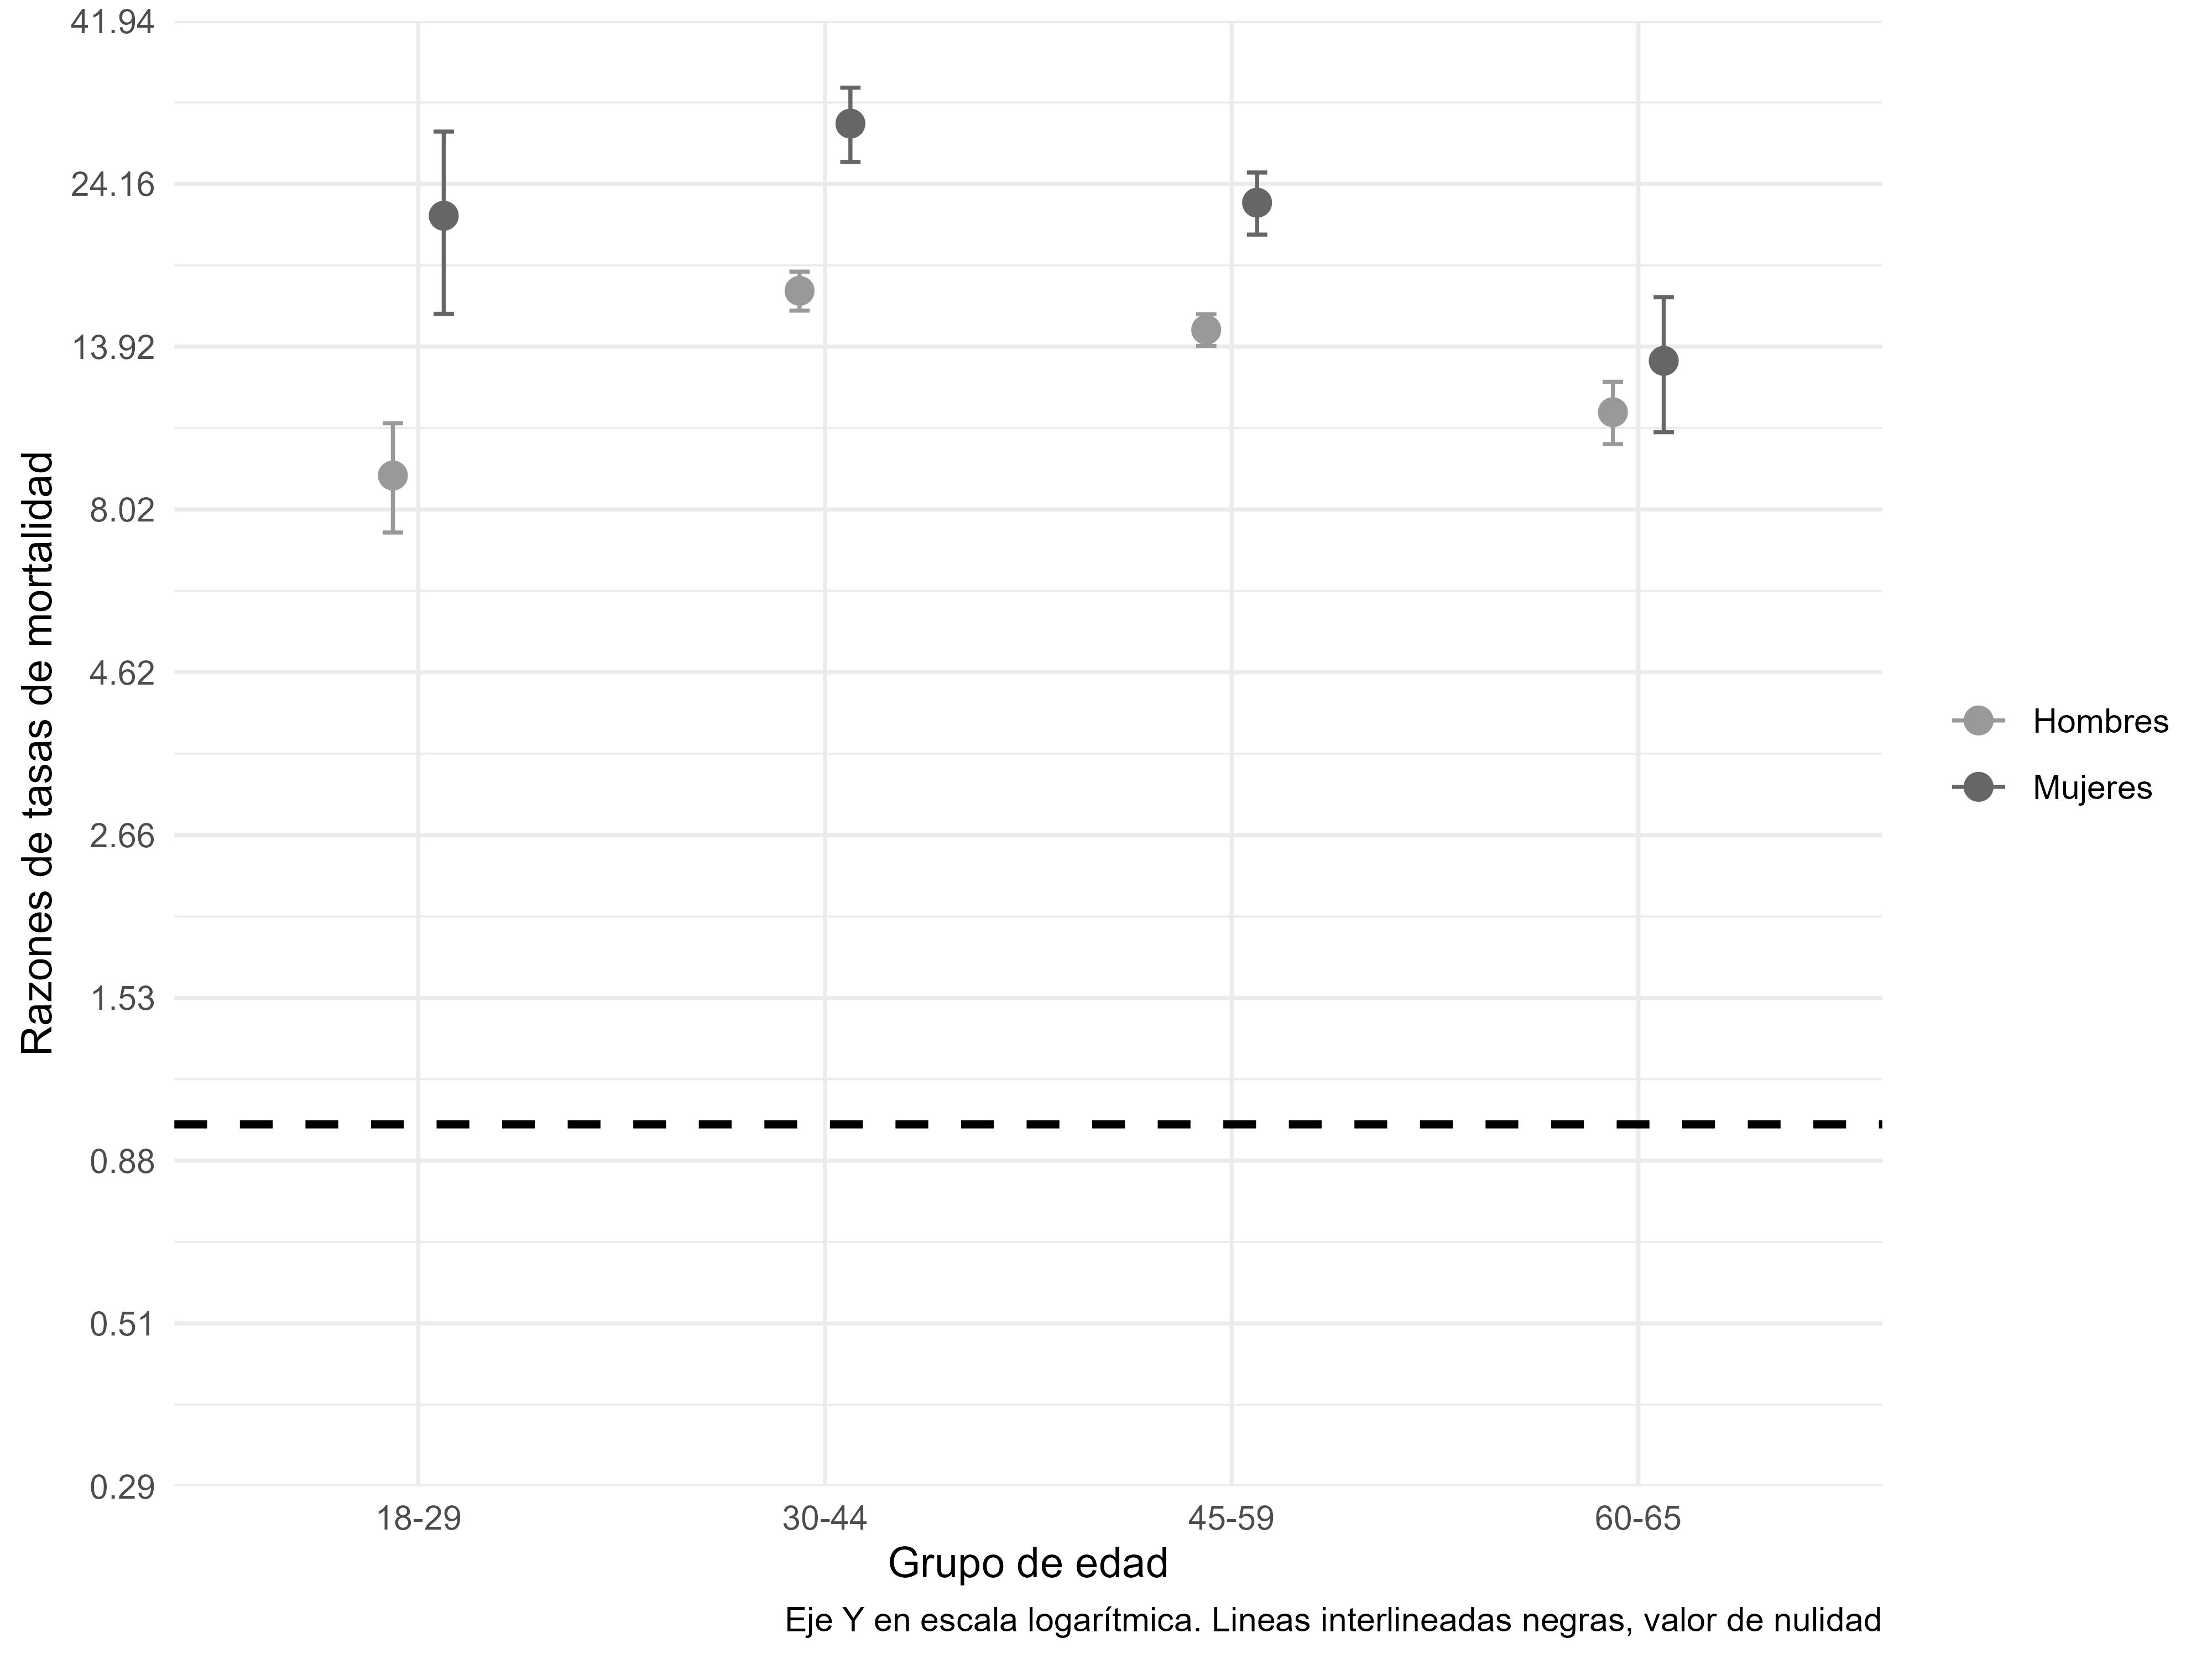 41.94
24.16
13.92
8.02
4.62
2.66
1.53
0.88
0.51
0.29
Razones de tasas de mortalidad
18-29
30-44
45-59
60-65
Grupo de edad
Eje Y en escala logarítmica. Lineas interlineadas negras, valor de nulidad
Hombres
Mujeres